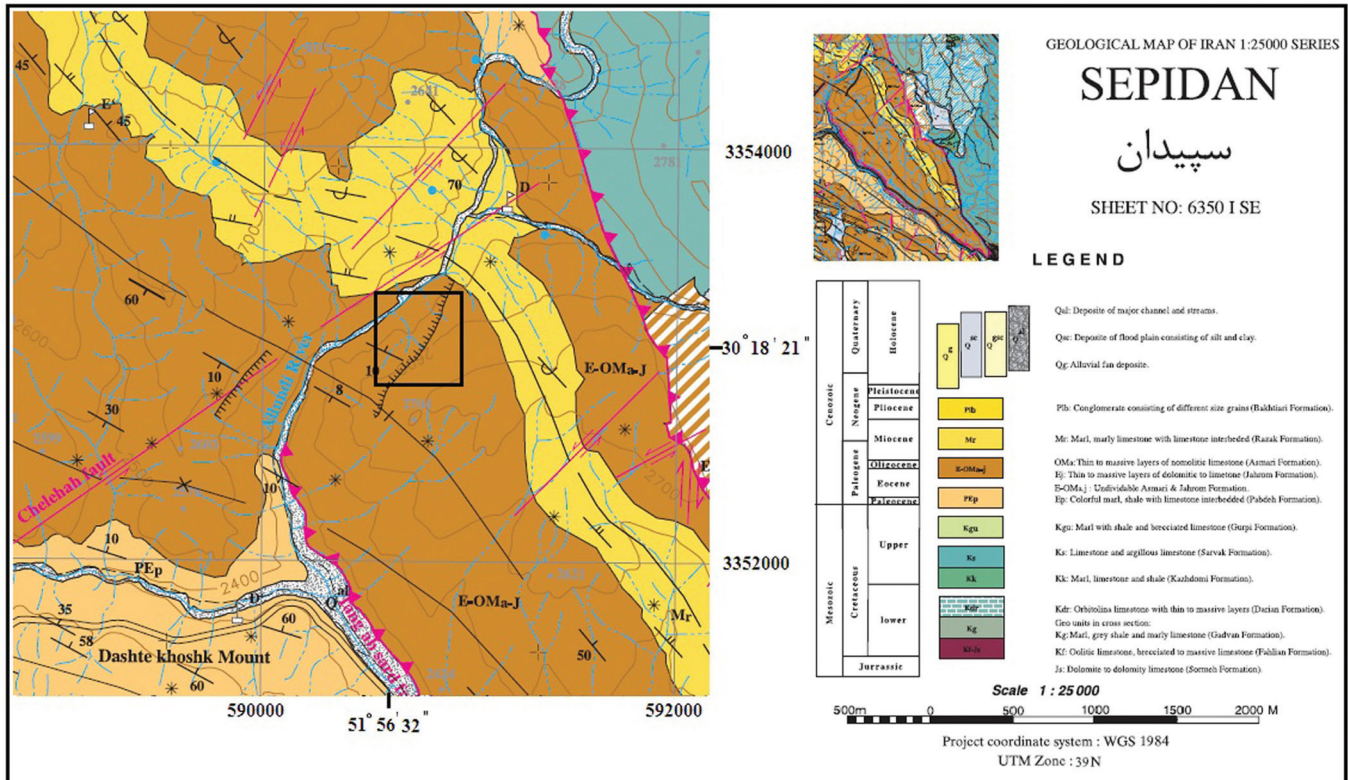 45
E'
45
2641
70
D
2700
60
2600
10
30
Allundi River
10
8
E-OMa-J
2700
Chelehah fault
10
10
PEp
2400
D
Q al
35
58
60
Dashte khoshk Mount
60
E-OMa-J
50
Mr
2781
3354000
30° 18' 21"
3352000
590000
51° 56' 32"
592000
GEOLOGICAL MAP OF IRAN 1:25000 SERIES
SEPIDAN
سپیدان
SHEET NO: 6350 I SE
LEGEND
Cenozoic
Quaternary
Holocene
Pleistocene
Neogene
Pliocene
Miocene
Paleogene
Oligocene
Eocene
Paleocene
Mesozoic
Cretaceous
Upper
lower
Jurrassic
Qal: Deposite of major channel and streams.
Qsc: Deposite of flood plain consisting of silt and clay.
Qg: Alluvial fan deposite.
Plb
Plb: Conglomerate consisting of different size grains (Bakhtiari Formation).
Mr
Mr: Marl, marly limestone with limestone interbeded (Razak Formation).
E-OMa-j
OMa: Thin to massive layers of nomolitic limestone (Asmari Formation).
Ej: Thin to massive layers of dolomitic to limetone (Jahrom Formation).
E-OMa.j : Undividable Asmari & Jahrom Formation.
PEp
Ep: Colorful marl, shale with limestone interbedded (Pabdeh Formation).
Kgu
Kgu: Marl with shale and brecciated limestone (Gurpi Formation).
Ks
Ks: Limestone and argillous limestone (Sarvak Formation).
Kk
Kk: Marl, limestone and shale (Kazhdomi Formation).
Kdr
Kdr: Orbitolina limestone with thin to massive layers (Darian Formation).
Geo units in cross section:
Kg
Kg: Marl, grey shale and marly limestone (Gadvan Formation).
Kf-Js
Kf: Oolitic limestone, breciated to massive limestone (Fahlian Formation).
Js: Dolomite to dolomity limestone (Sormeh Formation).
Scale 1 : 25 000
500m 0 500 1000 1500 2000 M
Project coordinate system : WGS 1984
UTM Zone : 39N